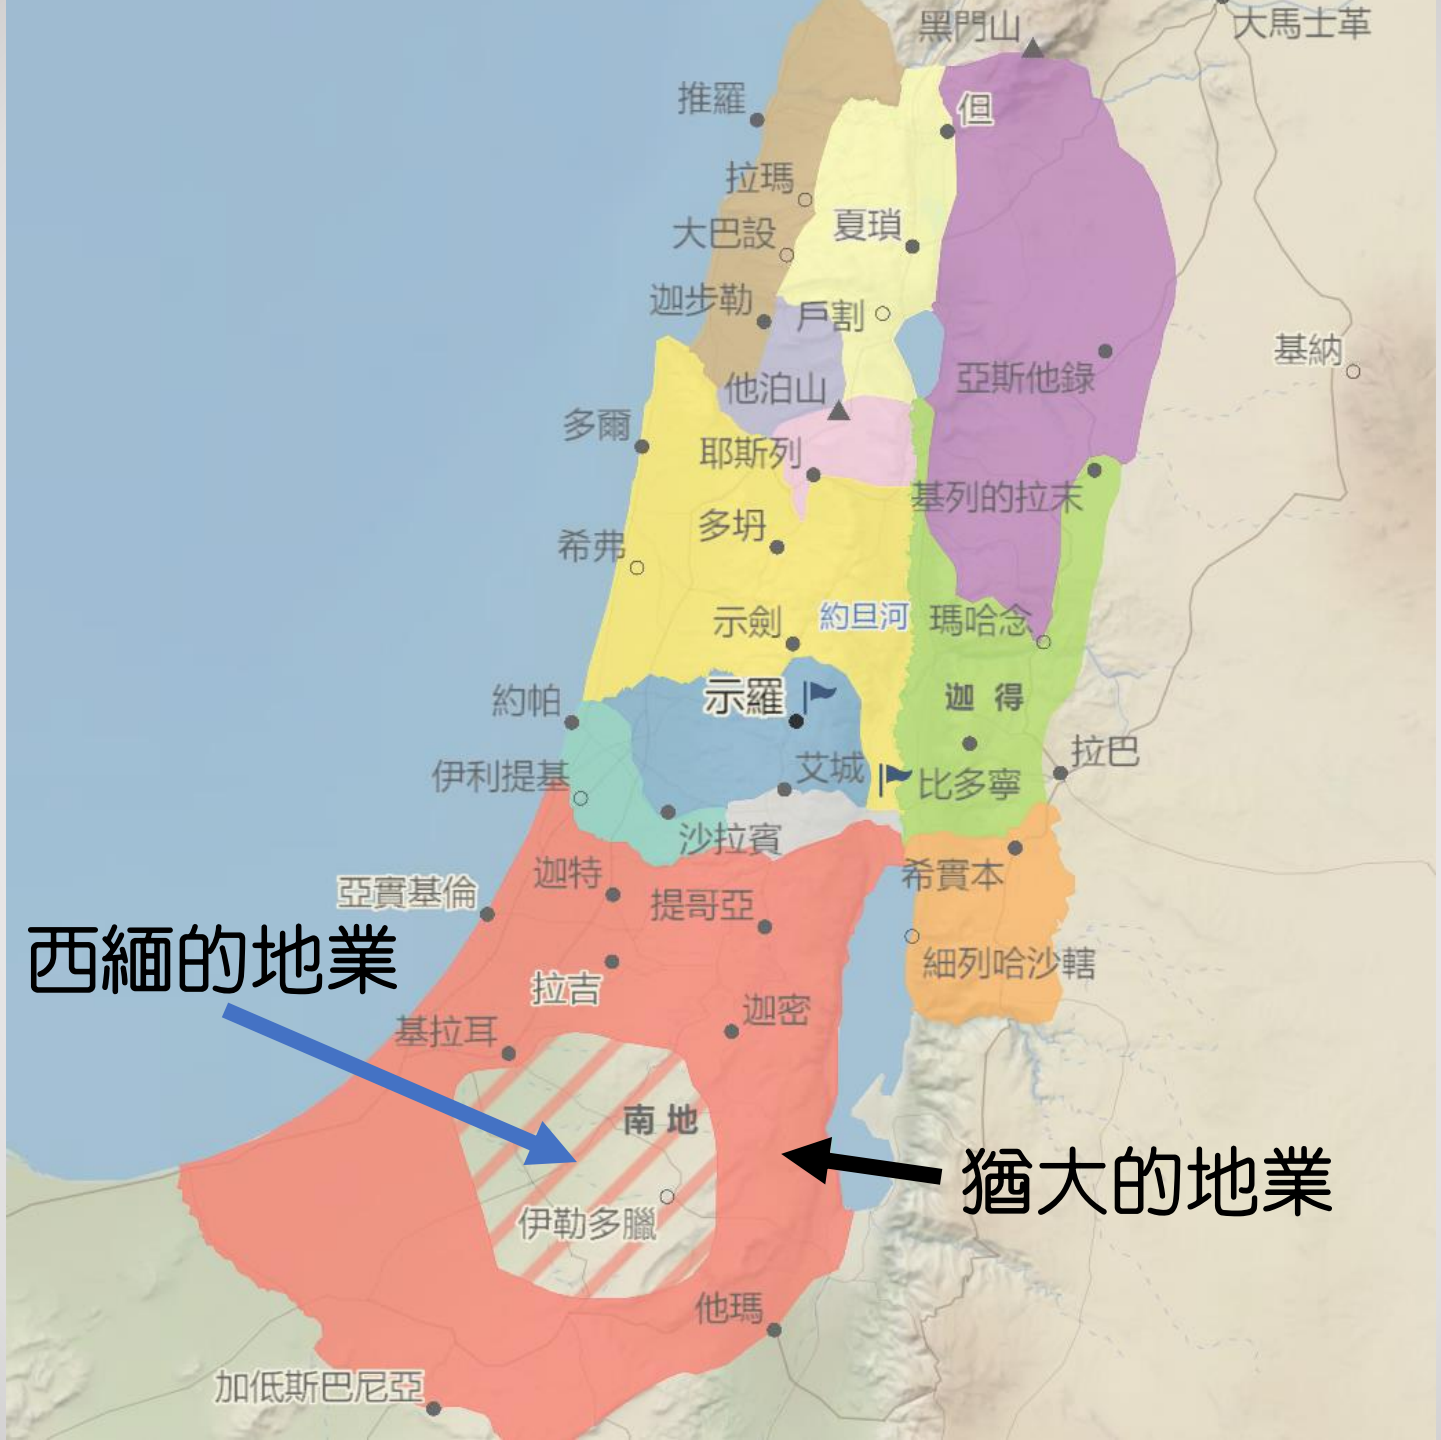 黑門山
大馬士革
推羅
但
拉瑪
大巴設
夏瑣
迦步勒
戶割
基納
亞斯他錄
他泊山
多爾
耶斯列
基列的拉末
多坍
希弗
示劍
約旦河
瑪哈念
約帕
示羅
迦得
伊利提基
艾城
拉巴
比多寧
沙拉賓
迦特
希實本
亞實基倫
提哥亞
西緬的地業
細列哈沙轄
拉吉
迦密
基拉耳
南地
猶大的地業
伊勒多臘
他瑪
加低斯巴尼亞